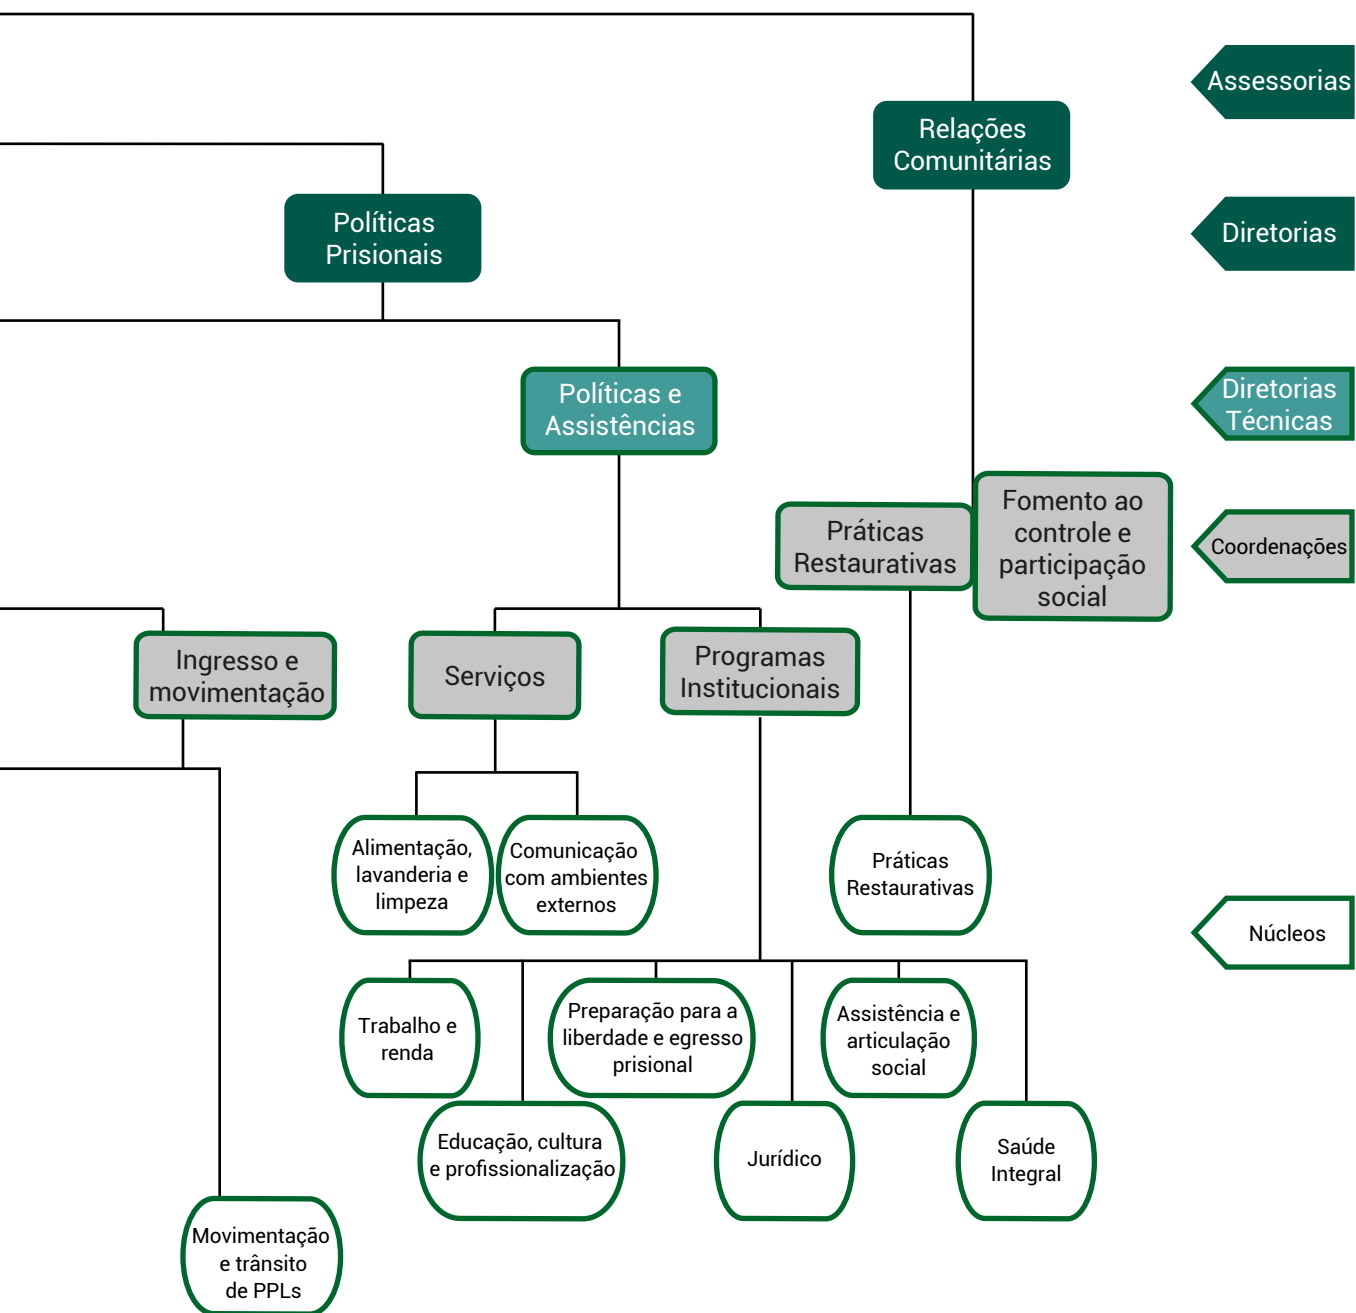 Assessorias
Relações
Comunitárias
Políticas
Prisionais
Diretorias
Políticas e
Assistências
Diretorias
Técnicas
Práticas
Restaurativas
Fomento ao
controle e
participação
social
Coordenações
Ingresso e
movimentação
Serviços
Programas
Institucionais
Alimentação,
lavanderia e
limpeza
Comunicação
com ambientes
externos
Práticas
Restaurativas
Núcleos
Trabalho e
renda
Preparação para a
liberdade e egresso
prisional
Assistência e
articulação
social
Educação, cultura
e profissionalização
Jurídico
Saúde
Integral
Movimentação
e trânsito
de PPLs